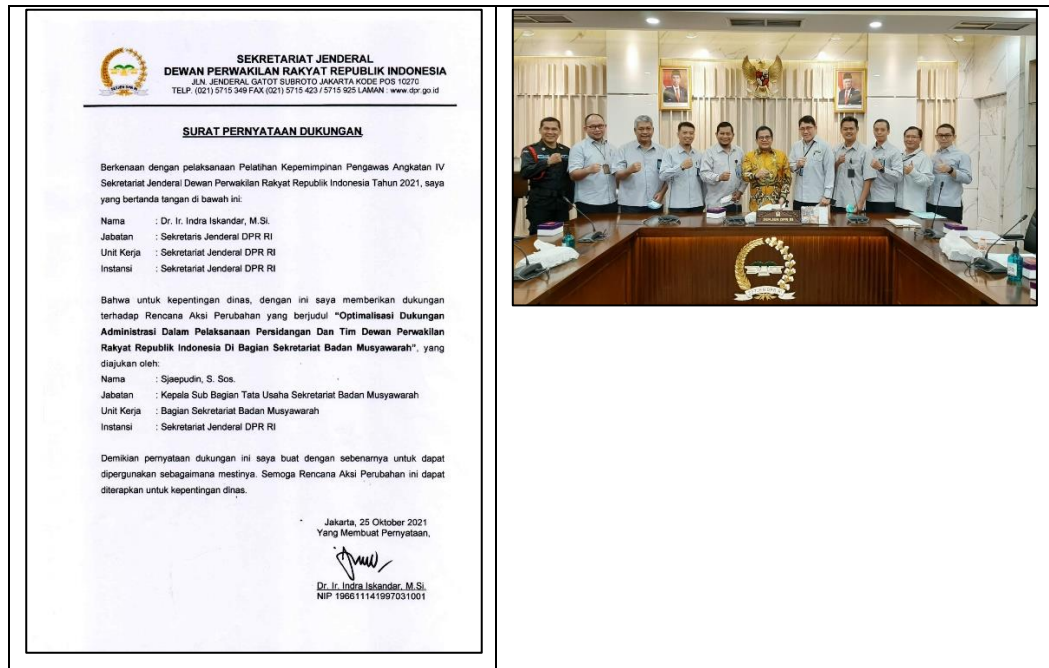 SEKRETARIAT JENDERAL
DEWAN PERWAKILAN RAKYAT REPUBLIK INDONESIA
JLN. JENDERAL GATOT SUBROTO JAKARTA KODE POS 10270
TELP. (021) 5715 349 FAX (021) 5715 423 / 5715 925 LAMAN : www.dpr.go.id
SURAT PERNYATAAN DUKUNGAN
Berkenaan dengan pelaksanaan Pelatihan Kepemimpinan Pengawas Angkatan IV
Sekretariat Jenderal Dewan Perwakilan Rakyat Republik Indonesia Tahun 2021, saya
yang bertanda tangan di bawah ini:
Nama : Dr. Ir. Indra Iskandar, M.Si.
Jabatan : Sekretaris Jenderal DPR RI
Unit Kerja : Sekretariat Jenderal DPR RI
Instansi : Sekretariat Jenderal DPR RI
Bahwa untuk kepentingan dinas, dengan ini saya memberikan dukungan
terhadap Rencana Aksi Perubahan yang berjudul "Optimalisasi Dukungan
Administrasi Dalam Pelaksanaan Persidangan Dan Tim Dewan Perwakilan
Rakyat Republik Indonesia Di Bagian Sekretariat Badan Musyawarah", yang
diajukan oleh:
Nama : Sjaepudin, S. Sos.
Jabatan : Kepala Sub Bagian Tata Usaha Sekretariat Badan Musyawarah
Unit Kerja : Bagian Sekretariat Badan Musyawarah
Instansi : Sekretariat Jenderal DPR RI
Demikian pernyataan dukungan ini saya buat dengan sebenarnya untuk dapat
dipergunakan sebagaimana mestinya. Semoga Rencana Aksi Perubahan ini dapat
diterapkan untuk kepentingan dinas.
Jakarta, 25 Oktober 2021
Yang Membuat Pernyataan,
Dr. Ir. Indra Iskandar, M.Si.
NIP 196611141997031001